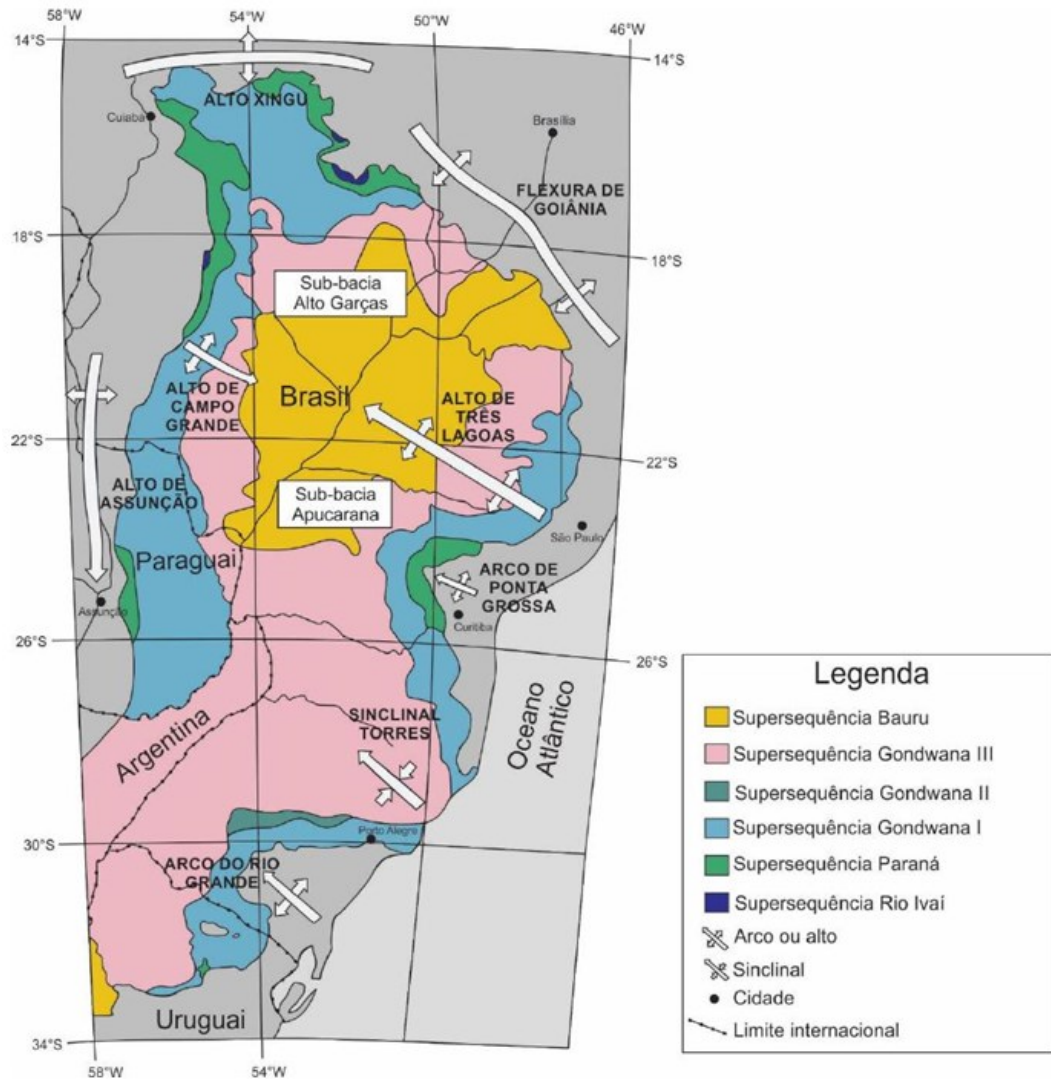 58°W
54°W
50°W
46°W
14°S
14°S
ALTO XINGU
Cuiabá
Brasília
FLEXURA DE
GOIÂNIA
18°S
18°S
Sub-bacia
Alto Garças
ALTO DE
CAMPO
GRANDE
Brasil
ALTO DE
TRÊS
LAGOAS
22°S
22°S
ALTO DE
ASSUNÇÃO
Sub-bacia
Apucarana
São Paulo
Paraguai
ARCO DE
PONTA
GROSSA
Assunção
Curitiba
26°S
26°S
Argentina
SINCLINAL
TORRES
Oceano
Atlântico
Porto Alegre
30°S
ARCO DO RIO
GRANDE
Uruguai
34°S
58°W
54°W
Legenda
Supersequência Bauru
Supersequência Gondwana III
Supersequência Gondwana II
Supersequência Gondwana I
Supersequência Paraná
Supersequência Rio Ivaí
Arco ou alto
Sinclinal
Cidade
Limite internacional